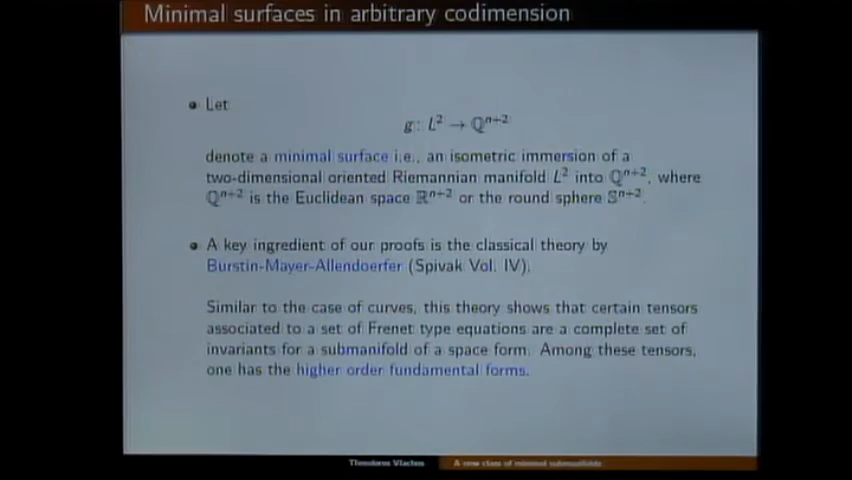 Minimal surfaces in arbitrary codimension
Let
g: L² → ℚⁿ⁺²
denote a minimal surface i.e., an isometric immersion of a
two-dimensional oriented Riemannian manifold L² into ℚⁿ⁺², where
ℚⁿ⁺² is the Euclidean space ℝⁿ⁺² or the round sphere 𝕊ⁿ⁺².
A key ingredient of our proofs is the classical theory by
Burstin-Mayer-Allendoerfer (Spivak Vol. IV).
Similar to the case of curves, this theory shows that certain tensors
associated to a set of Frenet type equations are a complete set of
invariants for a submanifold of a space form. Among these tensors,
one has the higher order fundamental forms.
Theodoros Vlachos
A new class of minimal submanifolds